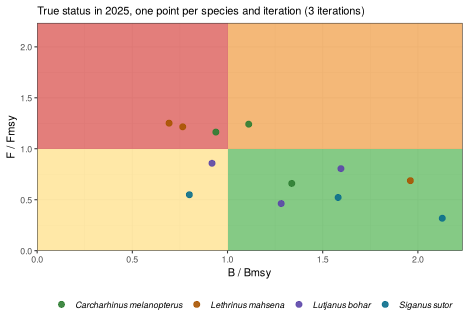 True status in 2025, one point per species and iteration (3 iterations)
2.0
1.5
1.0
0.5
0.0
F / Fmsy
0.0 0.5 1.0 1.5 2.0
B / Bmsy
Carcharhinus melanopterus Lethrinus mahsena Lutjanus bohar Siganus sutor